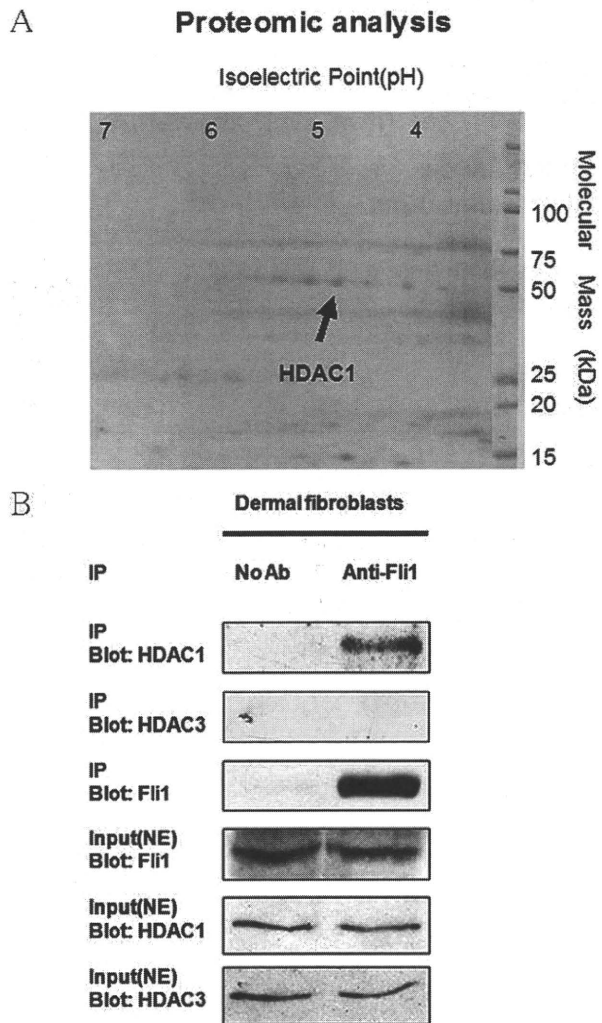 A
Proteomic analysis
Isoelectric Point(pH)
7 6 5 4
100
75
50
25
20
15
Molecular Mass (kDa)
HDAC1
B
Dermal fibroblasts
IP No Ab Anti-Fli1
IP
Blot: HDAC1
IP
Blot: HDAC3
IP
Blot: Fli1
Input(NE)
Blot: Fli1
Input(NE)
Blot: HDAC1
Input(NE)
Blot: HDAC3